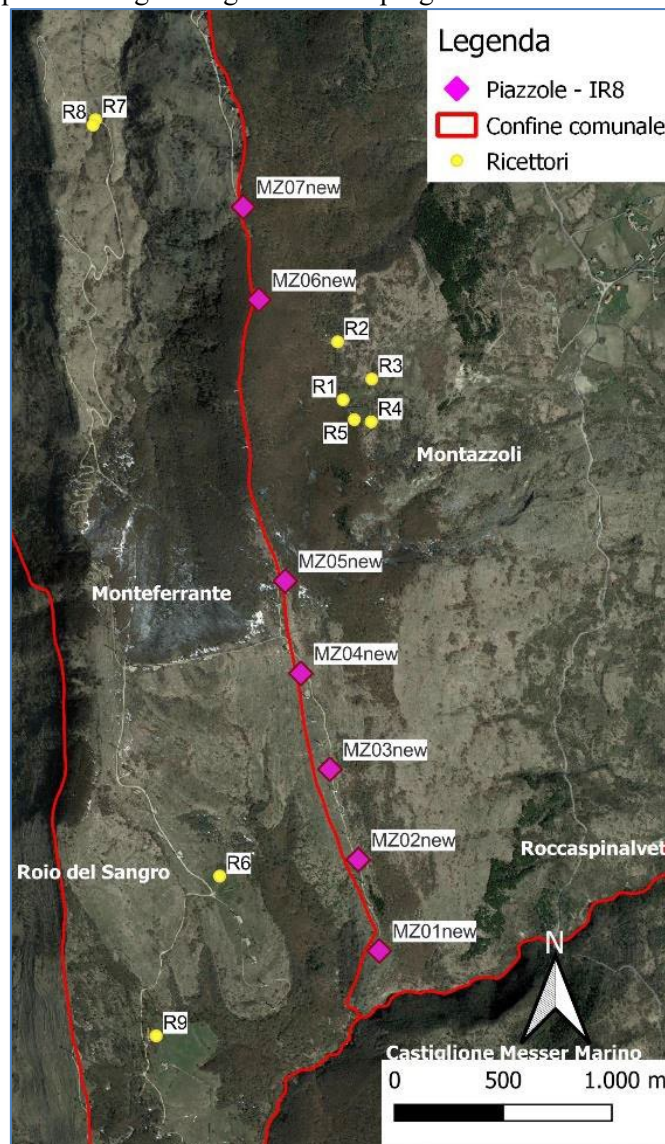 Legenda
Piazzole - IR8
Confine comunale
Ricettori
R8
R7
MZ07new
MZ06new
R2
R3
R1
R4
R5
Montazzoli
MZ05new
Monteferrante
MZ04new
MZ03new
MZ02new
Roccaspinalvet
R6
Roio del Sangro
MZ01new
N
R9
Castiglione Messer Marino
0 500 1.000 m